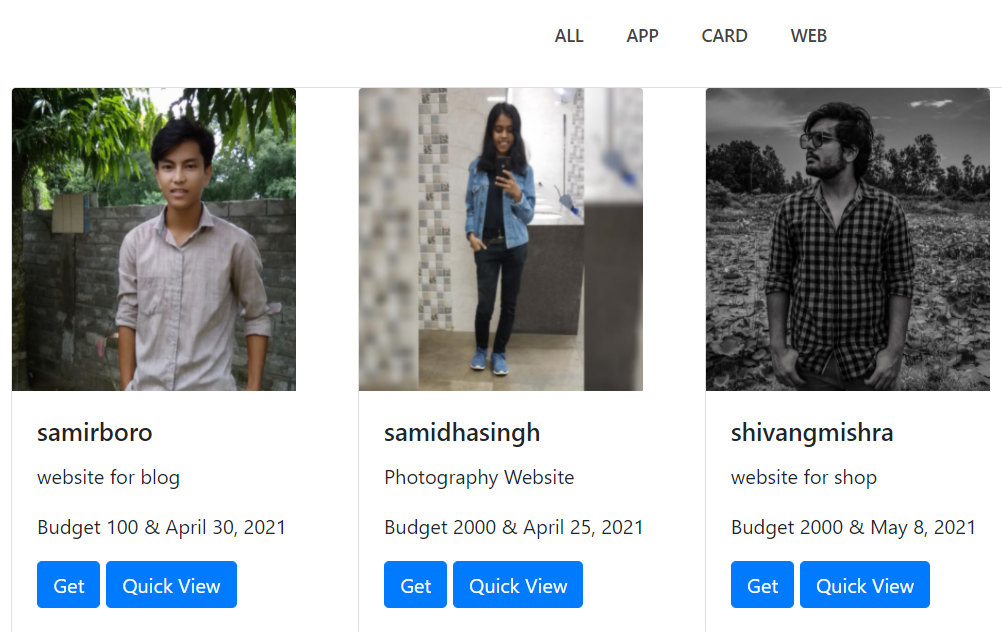 ALL APP CARD WEB
samirboro
website for blog
Budget 100 & April 30, 2021
Get Quick View
samidhasingh
Photography Website
Budget 2000 & April 25, 2021
Get Quick View
shivangmishra
website for shop
Budget 2000 & May 8, 2021
Get Quick View